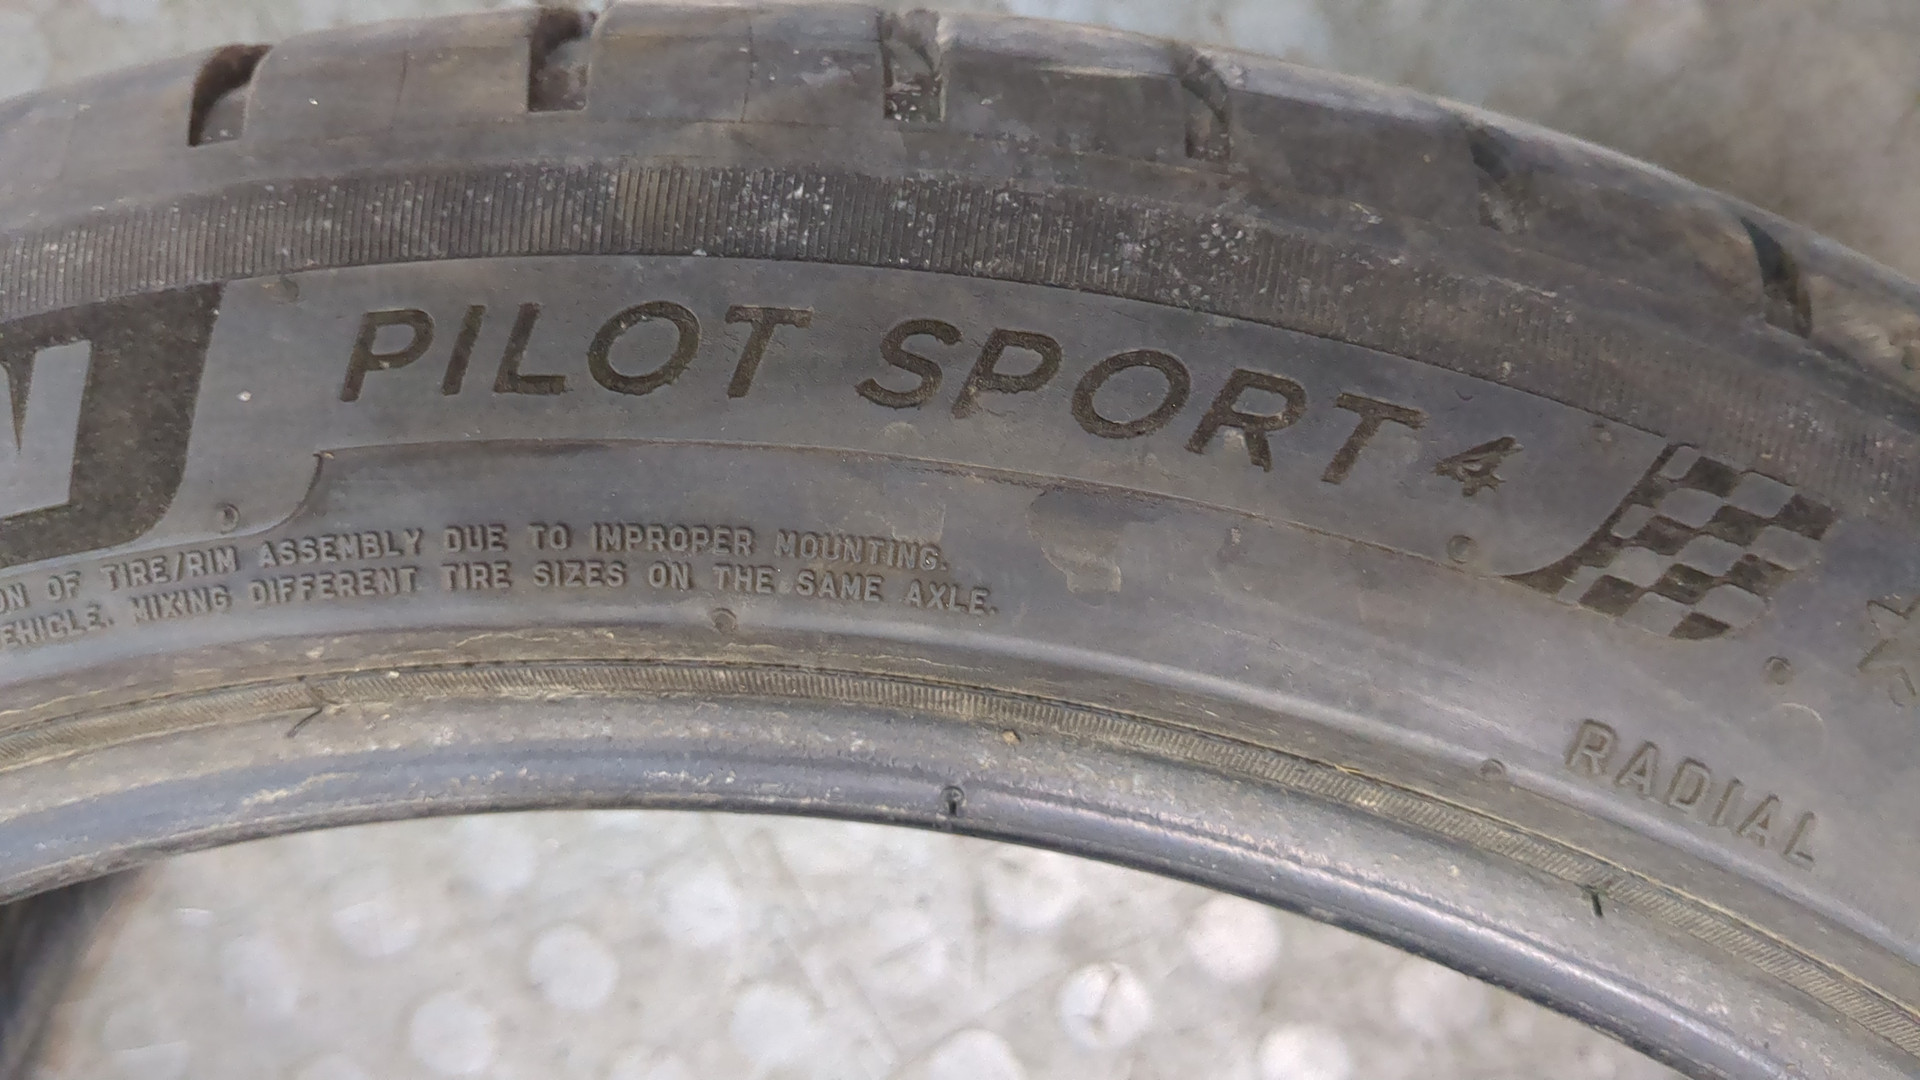 N
PILOT SPORT 4
ON OF TIRE/RIM ASSEMBLY DUE TO IMPROPER MOUNTING.
EHICLE. MIXING DIFFERENT TIRE SIZES ON THE SAME AXLE.
RADIAL